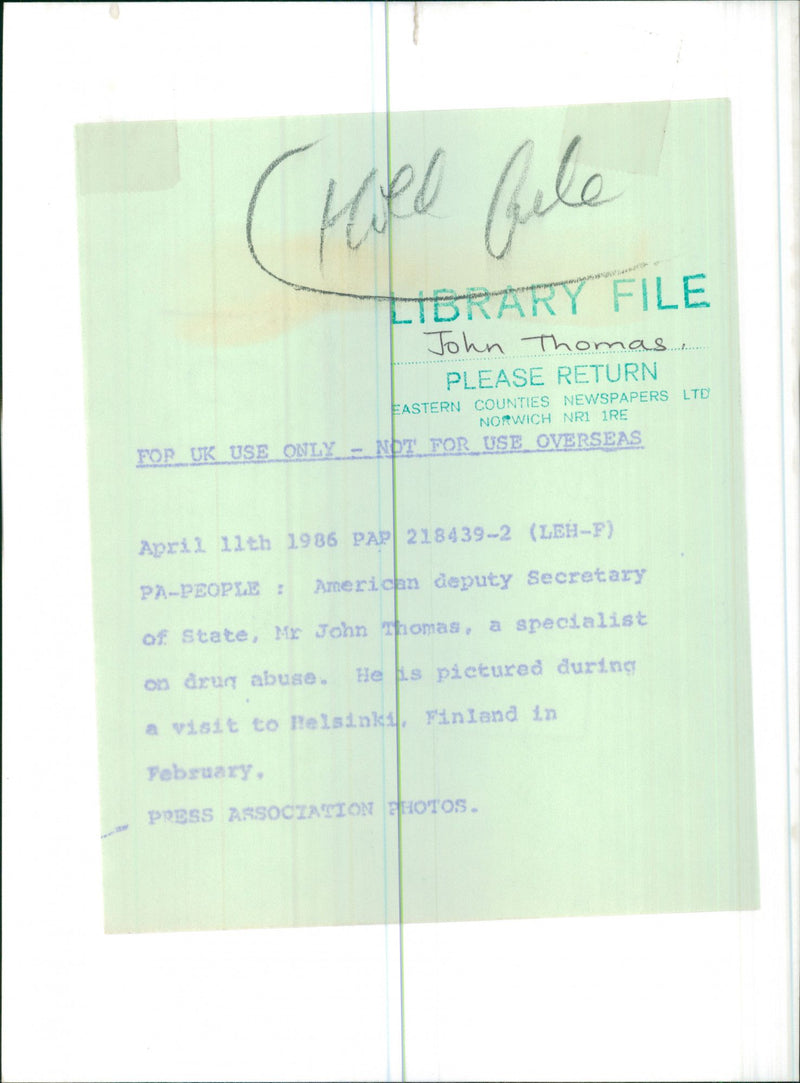 LIBRARY FILE
John Thomas.
PLEASE RETURN
EASTERN COUNTIES NEWSPAPERS LTD
NORWICH NR1 1RE
FOR UK USE ONLY - NOT FOR USE OVERSEAS
April 11th 1986 PAP 218439-2 (LEH-F)
PA-PEOPLE : American deputy Secretary
of State, Mr John Thomas, a specialist
on drug abuse. He is pictured during
a visit to Helsinki, Finland in
February.
PRESS ASSOCIATION PHOTOS.